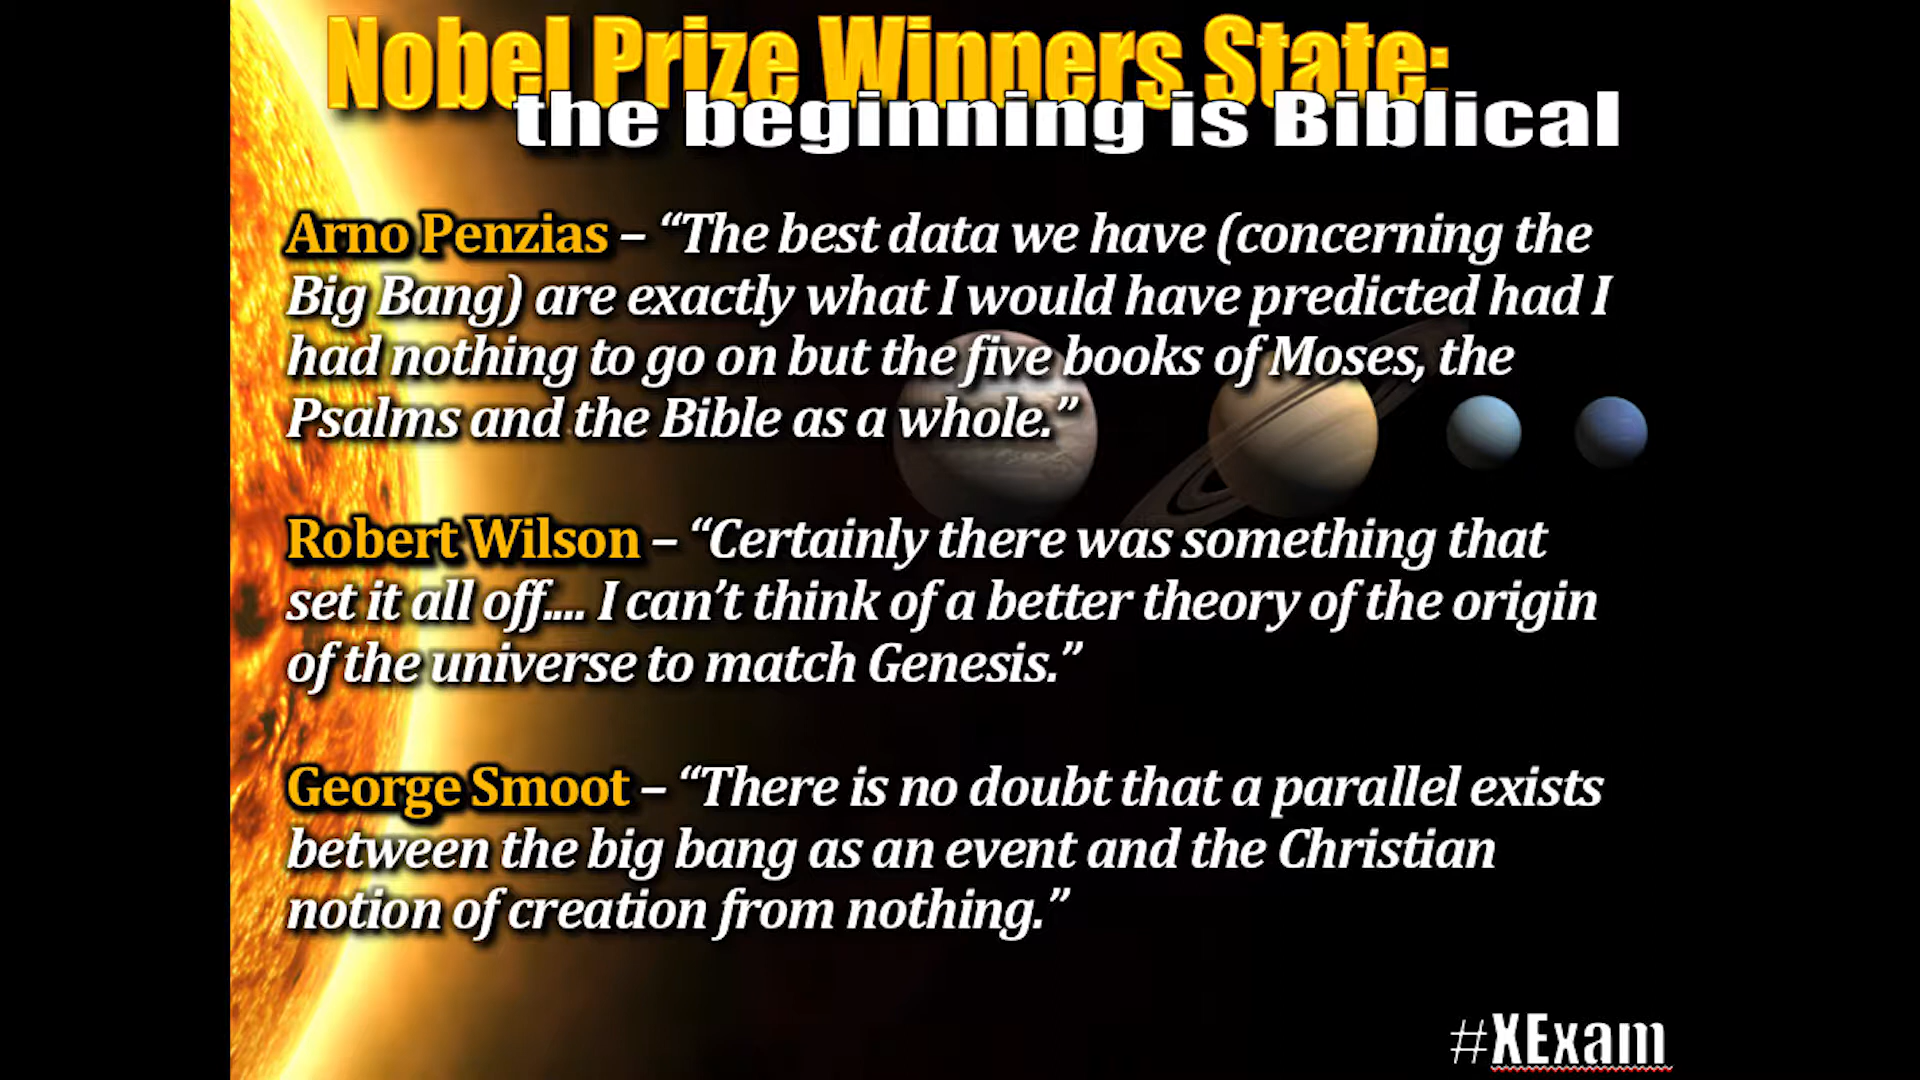 Nobel Prize Winners State:
the beginning is Biblical
Arno Penzias – “The best data we have (concerning the
Big Bang) are exactly what I would have predicted had I
had nothing to go on but the five books of Moses, the
Psalms and the Bible as a whole.”
Robert Wilson – “Certainly there was something that
set it all off.... I can’t think of a better theory of the origin
of the universe to match Genesis.”
George Smoot – “There is no doubt that a parallel exists
between the big bang as an event and the Christian
notion of creation from nothing.”
#XExam